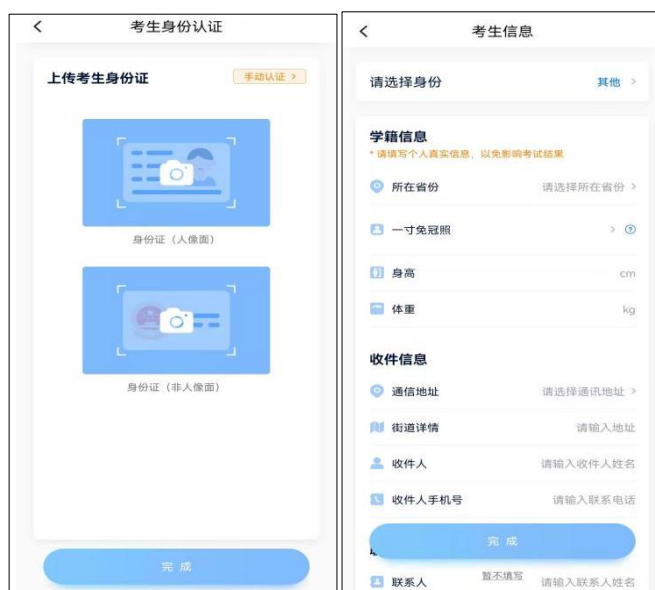 考生身份认证
上传考生身份证
手动认证 >
身份证（人像面）
身份证（非人像面）
完成
考生信息
请选择身份
其他 >
学籍信息
* 请填写个人真实信息，以免影响考试结果
所在省份
请选择所在省份 >
一寸免冠照
> ?
身高
cm
体重
kg
收件信息
通信地址
请选择通讯地址 >
街道详情
请输入地址
收件人
请输入收件人姓名
收件人手机号
请输入联系电话
完成
联系人
暂不填写
请输入联系人姓名